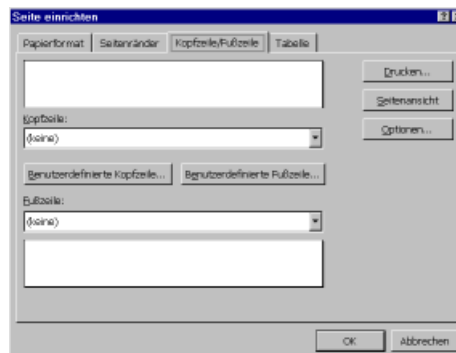 Seite einrichten
Papierformat Seitenränder Kopfzeile/Fußzeile Tabelle
Drucken...
Seitenansicht
Kopfzeile:
Optionen...
(keine)
Benutzerdefinierte Kopfzeile... Benutzerdefinierte Fußzeile...
Fußzeile:
(keine)
OK Abbrechen